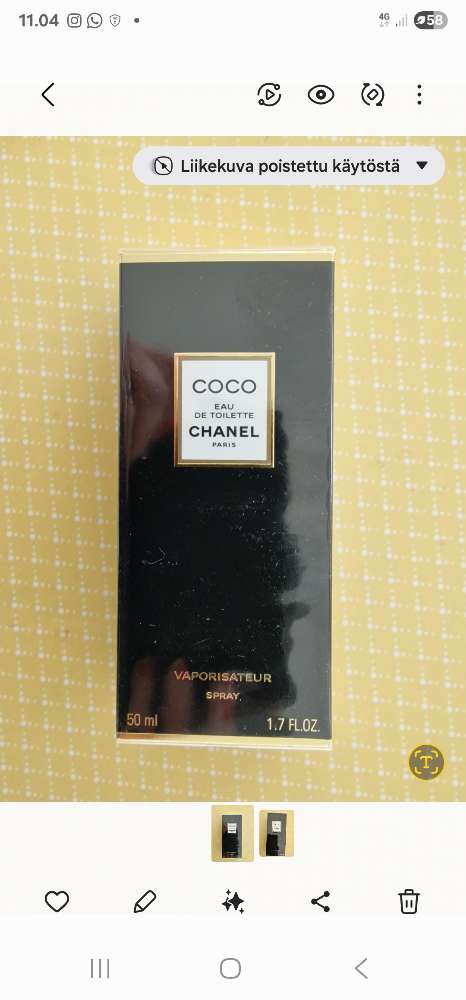 11.04
4G
58
Liikekuva poistettu käytöstä
COCO
EAU
DE TOILETTE
CHANEL
PARIS
VAPORISATEUR
SPRAY
50 ml
1.7 FL.OZ.
T